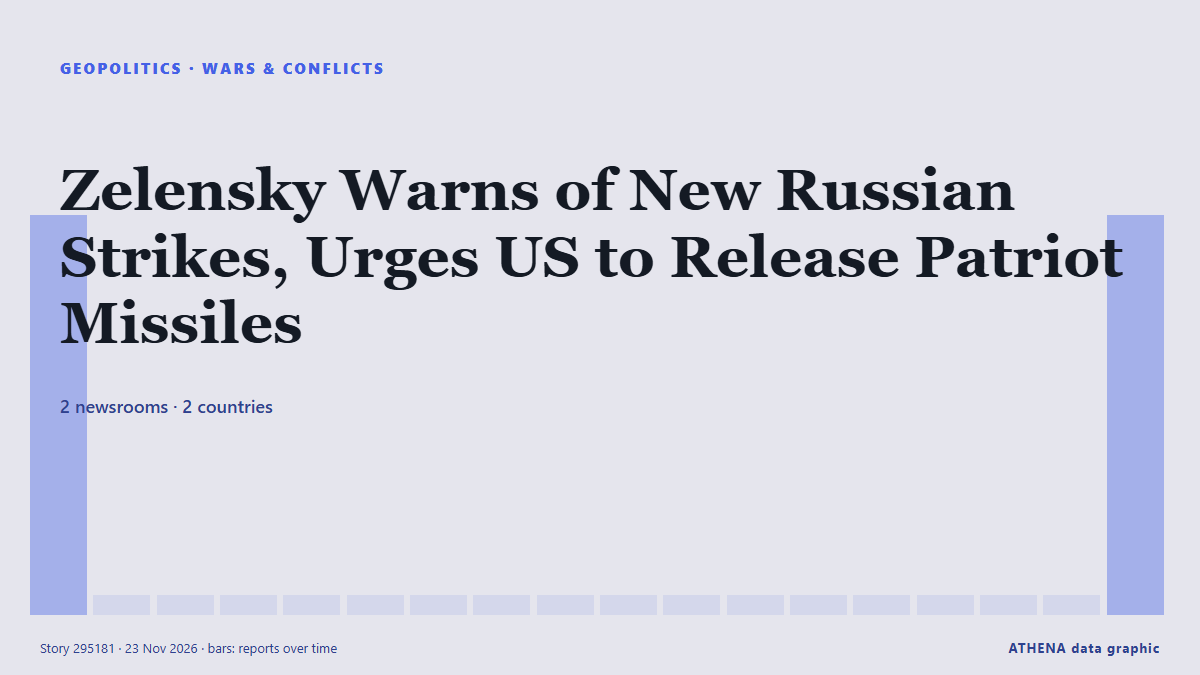 GEOPOLITICS · WARS & CONFLICTS
Zelensky Warns of New Russian
Strikes, Urges US to Release Patriot
Missiles
2 newsrooms · 2 countries
Story 295181 · 23 Nov 2026 · bars: reports over time
ATHENA data graphic